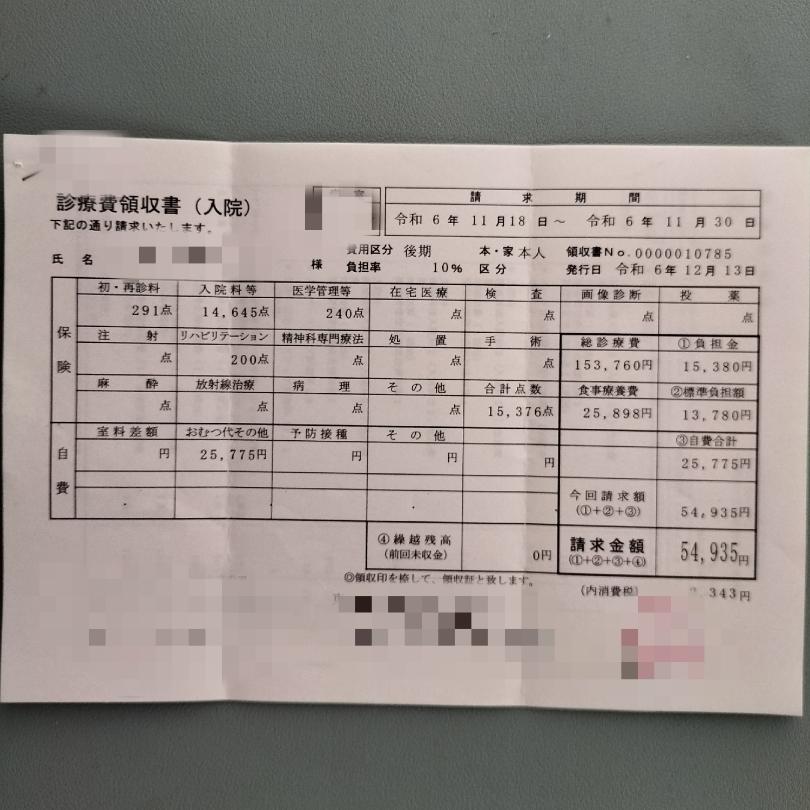 診療費領収書（入院）
下記の通り請求いたします。
請求期間
令和 6 年 11 月 18 日～ 令和 6 年 11 月 30 日
氏名 様
費用区分 後期 本・家 本人 領収書No. 0000010785
負担率 10% 区分 発行日 令和 6年12月13日
保険
初・再診料 入院料等 医学管理等 在宅医療 検査 画像診断 投薬
291点 14,645点 240点 点 点 点 点
注射 リハビリテーション 精神科専門療法 処置 手術 総診療費 ①負担金
点 200点 点 点 点 153,760円 15,380円
麻酔 放射線治療 病理 その他 合計点数 食事療養費 ②標準負担額
点 点 点 点 15,376点 25,898円 13,780円
自費
室料差額 おむつ代その他 予防接種 その他 ③自費合計
円 25,775円 円 円 円 25,775円
今回請求額
(①+②+③) 54,935円
④繰越残高
(前回未収金) 0円
請求金額
(①+②+③+④) 54,935円
◎領収印を捺して、領収証と致します。
(内消費税) 343円